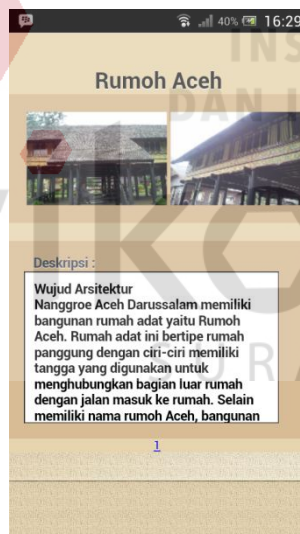 40% 16:29
Rumoh Aceh
Deskripsi :
Wujud Arsitektur
Nanggroe Aceh Darussalam memiliki
bangunan rumah adat yaitu Rumoh
Aceh. Rumah adat ini bertipe rumah
panggung dengan ciri-ciri memiliki
tangga yang digunakan untuk
menghubungkan bagian luar rumah
dengan jalan masuk ke rumah. Selain
memiliki nama rumoh Aceh, bangunan
1